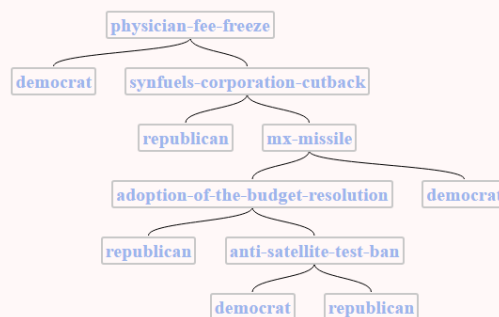 physician-fee-freeze
democrat synfuels-corporation-cutback
republican mx-missile
adoption-of-the-budget-resolution democrat
republican anti-satellite-test-ban
democrat republican